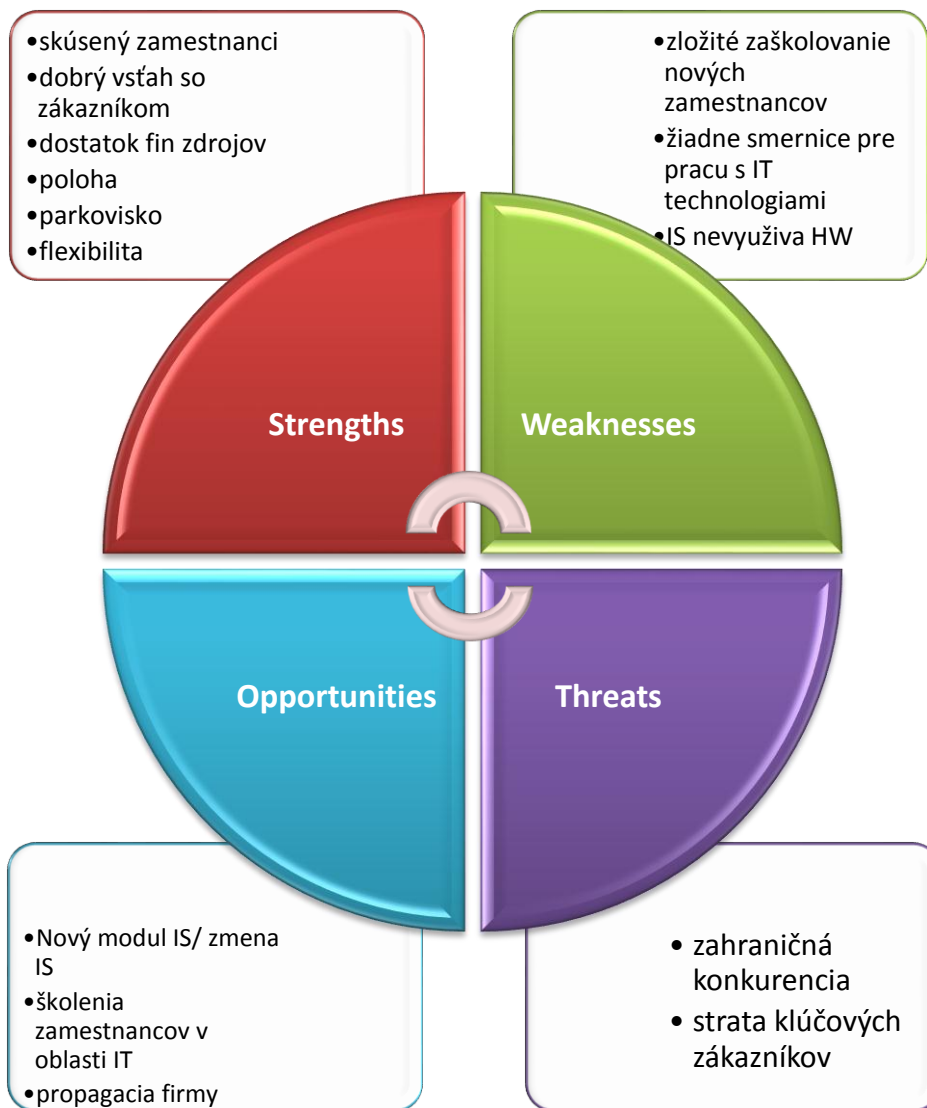 •skúsený zamestnanci
•dobrý vsťah so
zákazníkom
•dostatok fin zdrojov
•poloha
•parkovisko
•flexibilita
•zložité zaškolovanie
nových
zamestnancov
•žiadne smernice pre
pracu s IT
technologiami
•IS nevyuživa HW
Strengths
Weaknesses
Opportunities
Threats
•Nový modul IS/ zmena
IS
•školenia
zamestnancov v
oblasti IT
•propagacia firmy
• zahraničná
konkurencia
• strata klúčových
zákazníkov